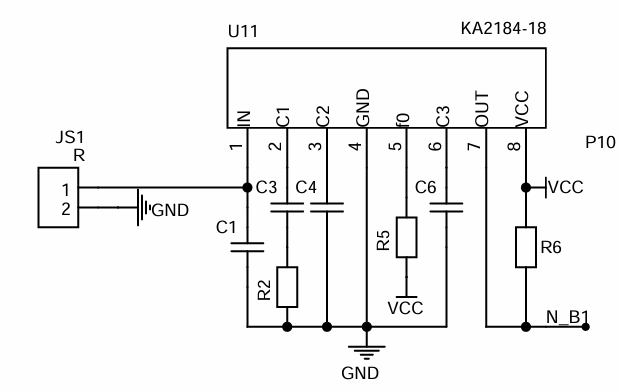 U11 KA2184-18
IN C1 C2 GND f0 C3 OUT VCC
1 2 3 4 5 6 7 8
P10
JS1
R
1
2
GND
C3 C4 C6
VCC
C1
R5
R6
R2
VCC
N_B1
GND